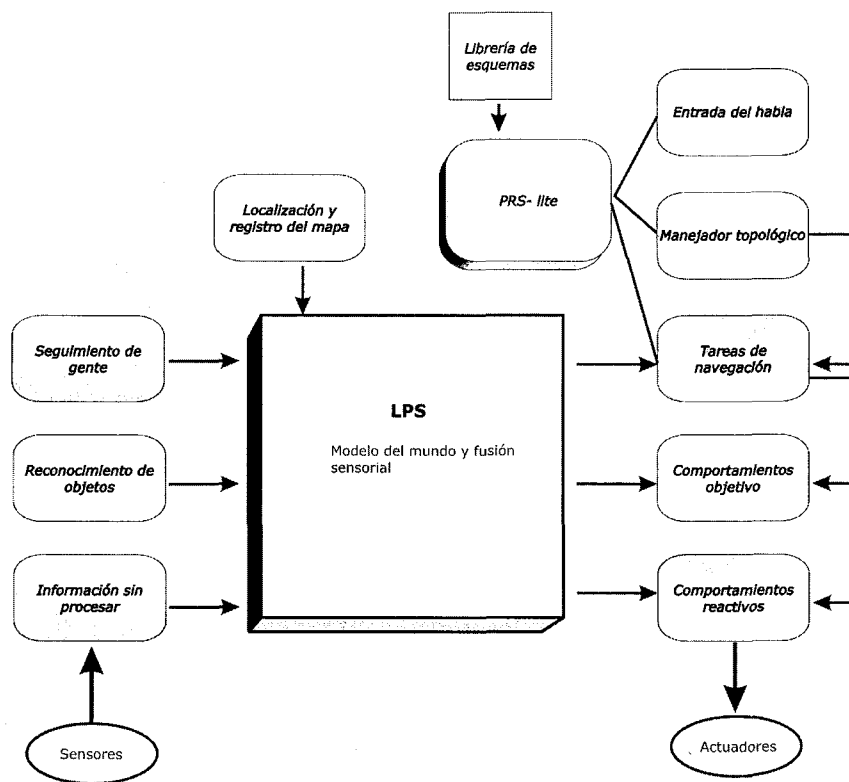 Librería de
esquemas
Entrada del habla
PRS- lite
Localización y
registro del mapa
Manejador topológico
Seguimiento de
gente
Tareas de
navegación
LPS
Modelo del mundo y fusión
sensorial
Reconocimiento de
objetos
Comportamientos
objetivo
Información sin
procesar
Comportamientos
reactivos
Sensores
Actuadores